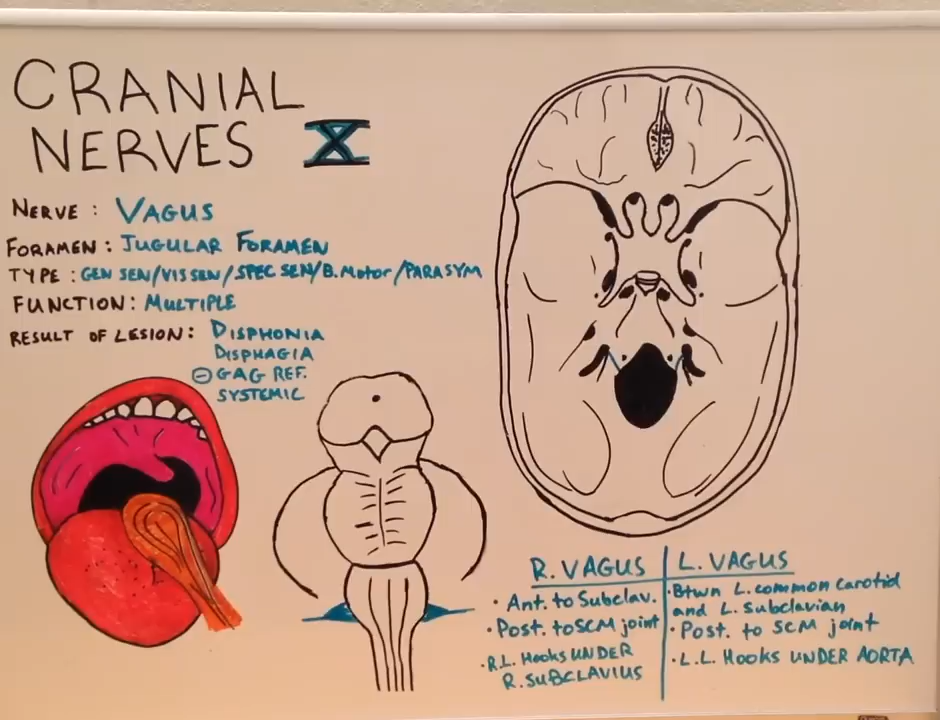 CRANIAL
NERVES X
NERVE: VAGUS
FORAMEN: JUGULAR FORAMEN
TYPE: GEN SEN/VIS SEN/SPEC SEN/B.MOTOR/PARASYM
FUNCTION: MULTIPLE
RESULT OF LESION: DISPHONIA
DISPHAGIA
⊖ GAG REF.
SYSTEMIC
R. VAGUS
• Ant. to Subclav.
• Post. to SCM joint
• R.L. Hooks UNDER
R. SUBCLAVIUS
L. VAGUS
• Btwn L. common carotid
and L. Subclavian
• Post. to SCM joint
• L.L. Hooks UNDER AORTA